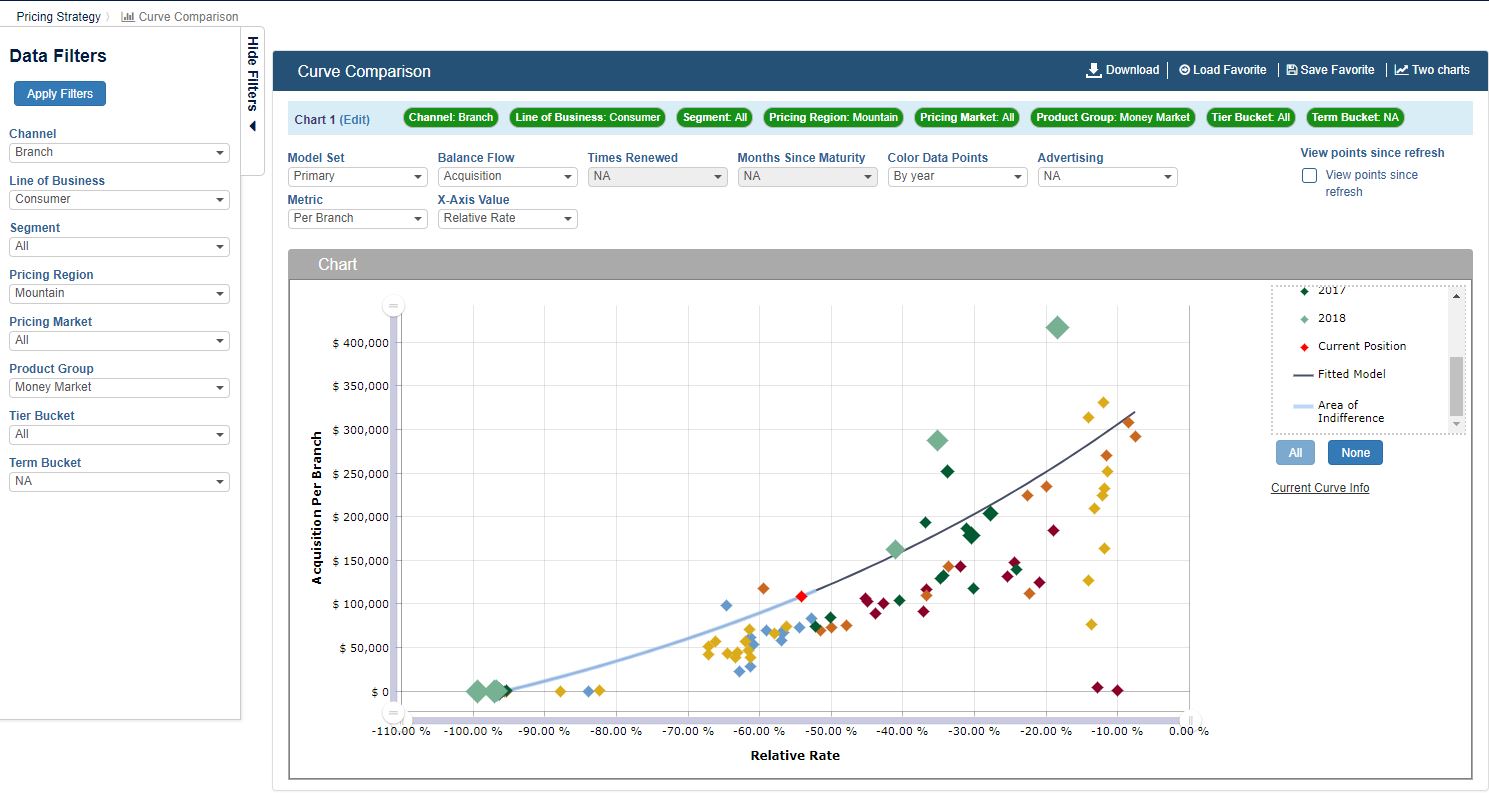 Pricing Strategy
Curve Comparison
Data Filters
Hide Filters
Apply Filters
Channel
Branch
Line of Business
Consumer
Segment
All
Pricing Region
Mountain
Pricing Market
All
Product Group
Money Market
Tier Bucket
All
Term Bucket
NA
Curve Comparison
Download
Load Favorite
Save Favorite
Two charts
Chart 1 (Edit)
Channel: Branch
Line of Business: Consumer
Segment: All
Pricing Region: Mountain
Pricing Market: All
Product Group: Money Market
Tier Bucket: All
Term Bucket: NA
Model Set
Primary
Balance Flow
Acquisition
Times Renewed
NA
Months Since Maturity
NA
Color Data Points
By year
Advertising
NA
View points since refresh
View points since
refresh
Metric
Per Branch
X-Axis Value
Relative Rate
Chart
Acquisition Per Branch
$ 400,000
$ 350,000
$ 300,000
$ 250,000
$ 200,000
$ 150,000
$ 100,000
$ 50,000
$ 0
-110.00 %
-100.00 %
-90.00 %
-80.00 %
-70.00 %
-60.00 %
-50.00 %
-40.00 %
-30.00 %
-20.00 %
-10.00 %
0.00 %
Relative Rate
2017
2018
Current Position
Fitted Model
Area of
Indifference
All
None
Current Curve Info